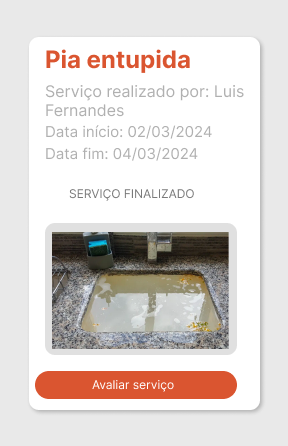 Pia entupida
Serviço realizado por: Luis
Fernandes
Data início: 02/03/2024
Data fim: 04/03/2024
SERVIÇO FINALIZADO
Avaliar serviço